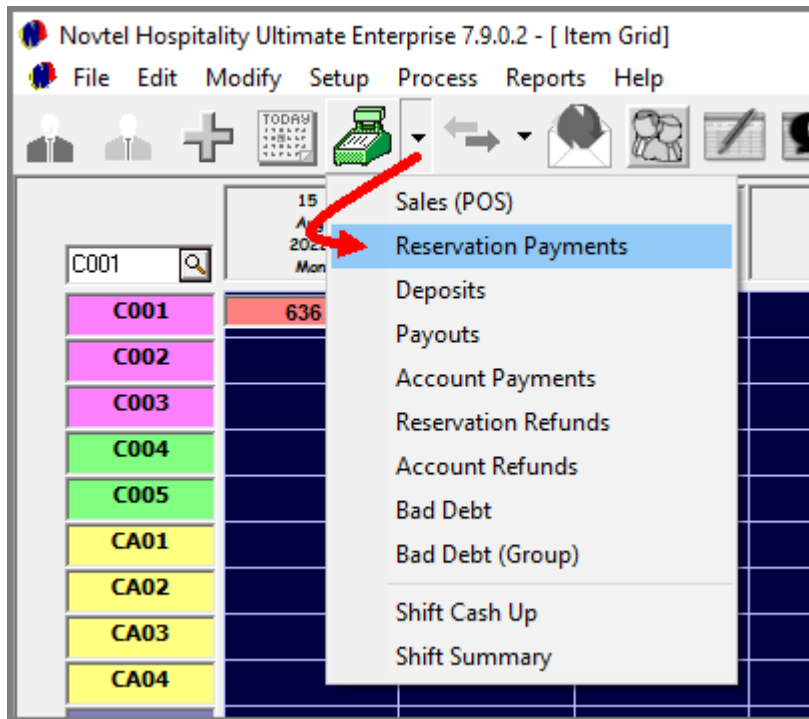 Novtel Hospitality Ultimate Enterprise 7.9.0.2 - [ Item Grid]
File Edit Modify Setup Process Reports Help
TODAY
15
2022
Mon
C001
Sales (POS)
Reservation Payments
Deposits
Payouts
Account Payments
Reservation Refunds
Account Refunds
Bad Debt
Bad Debt (Group)
Shift Cash Up
Shift Summary
C001
636
C002
C003
C004
C005
CA01
CA02
CA03
CA04